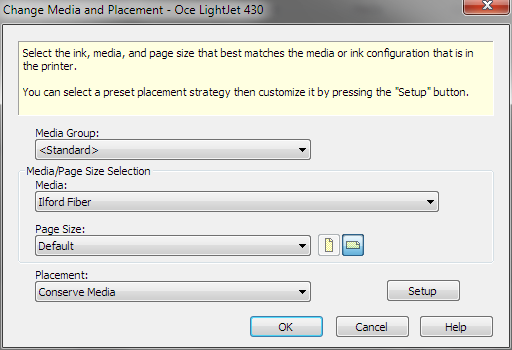 Change Media and Placement - Oce LightJet 430
Select the ink, media, and page size that best matches the media or ink configuration that is in
the printer.
You can select a preset placement strategy then customize it by pressing the "Setup" button.
Media Group:
<Standard>
Media/Page Size Selection
Media:
Ilford Fiber
Page Size:
Default
Placement:
Conserve Media
Setup
OK
Cancel
Help